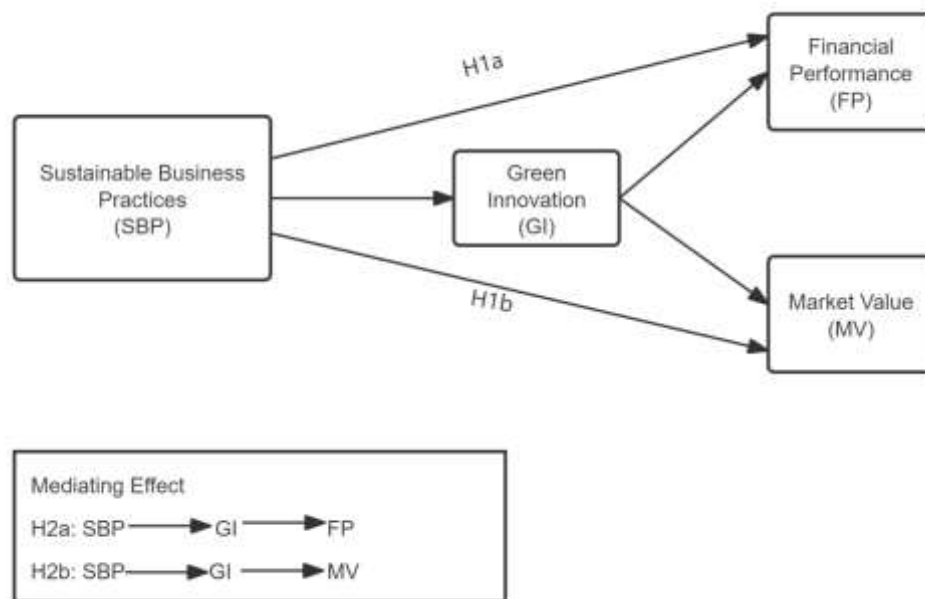 Financial
Performance
(FP)
H1a
Sustainable Business
Practices
(SBP)
Green
Innovation
(GI)
H1b
Market Value
(MV)
Mediating Effect
H2a: SBP GI FP
H2b: SBP GI MV